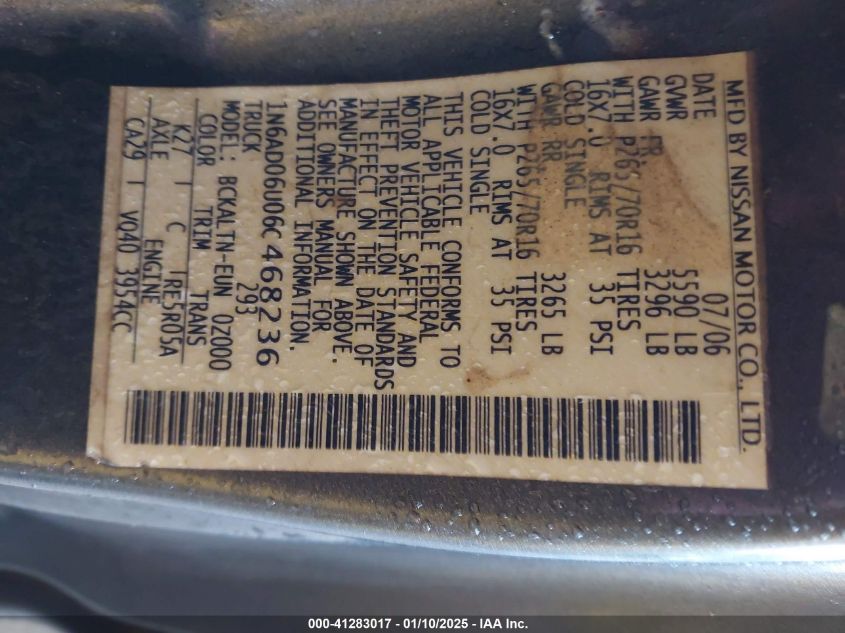 MFD BY NISSAN MOTOR CO., LTD.
DATE 07/06
GVWR 5590 LB
GAWR FR 3296 LB
WITH P265/70R16 TIRES
16X7.0 RIMS AT 35 PSI
COLD SINGLE
GAWR RR 3265 LB
WITH P265/70R16 TIRES
16X7.0 RIMS AT 35 PSI
COLD SINGLE
THIS VEHICLE CONFORMS TO
ALL APPLICABLE FEDERAL
MOTOR VEHICLE SAFETY AND
THEFT PREVENTION STANDARDS
IN EFFECT ON THE DATE OF
MANUFACTURE SHOWN ABOVE.
SEE OWNERS MANUAL FOR
ADDITIONAL INFORMATION.
1N6AD06U06C468236
TRUCK 293
MODEL: BCKALTN-EUN 0Z000
COLOR TRIM TRANS
K27 C TRE5R05A
AXLE ENGINE
CA29 VQ40 3954CC
000-41283017 - 01/10/2025 - IAA Inc.